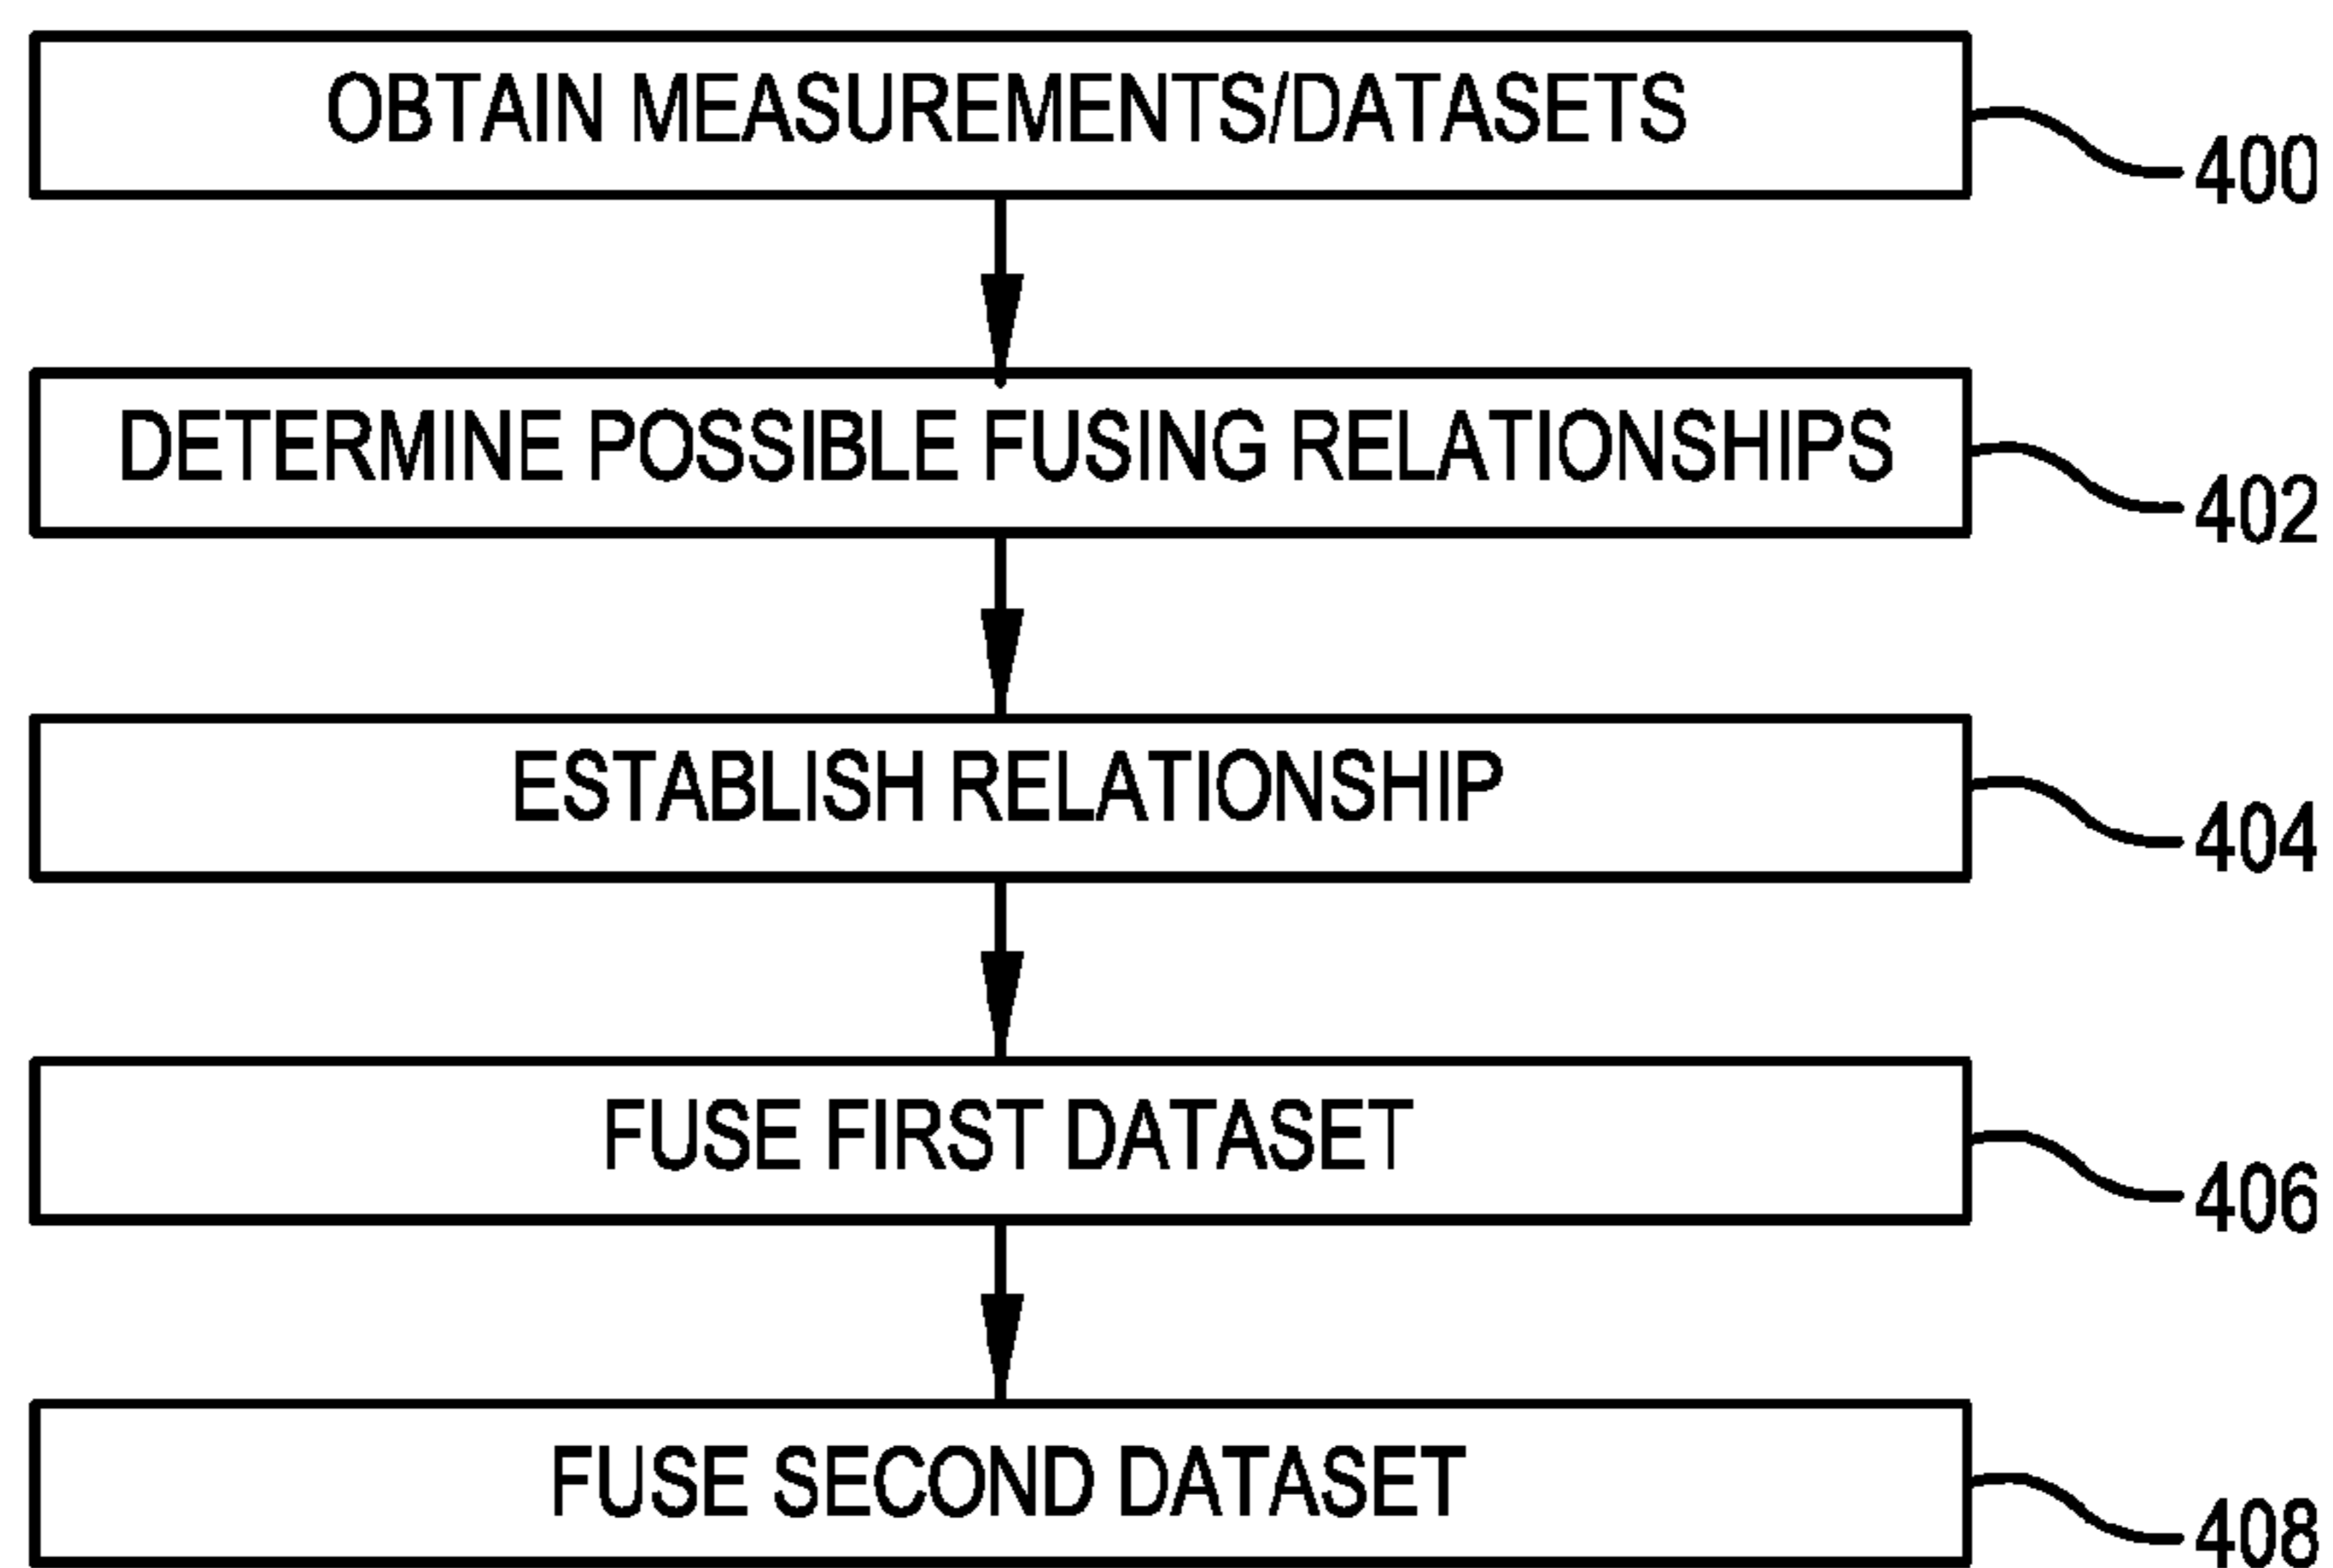 OBTAIN MEASUREMENTS/DATASETS
400
DETERMINE POSSIBLE FUSING RELATIONSHIPS
402
ESTABLISH RELATIONSHIP
404
FUSE FIRST DATASET
406
FUSE SECOND DATASET
408